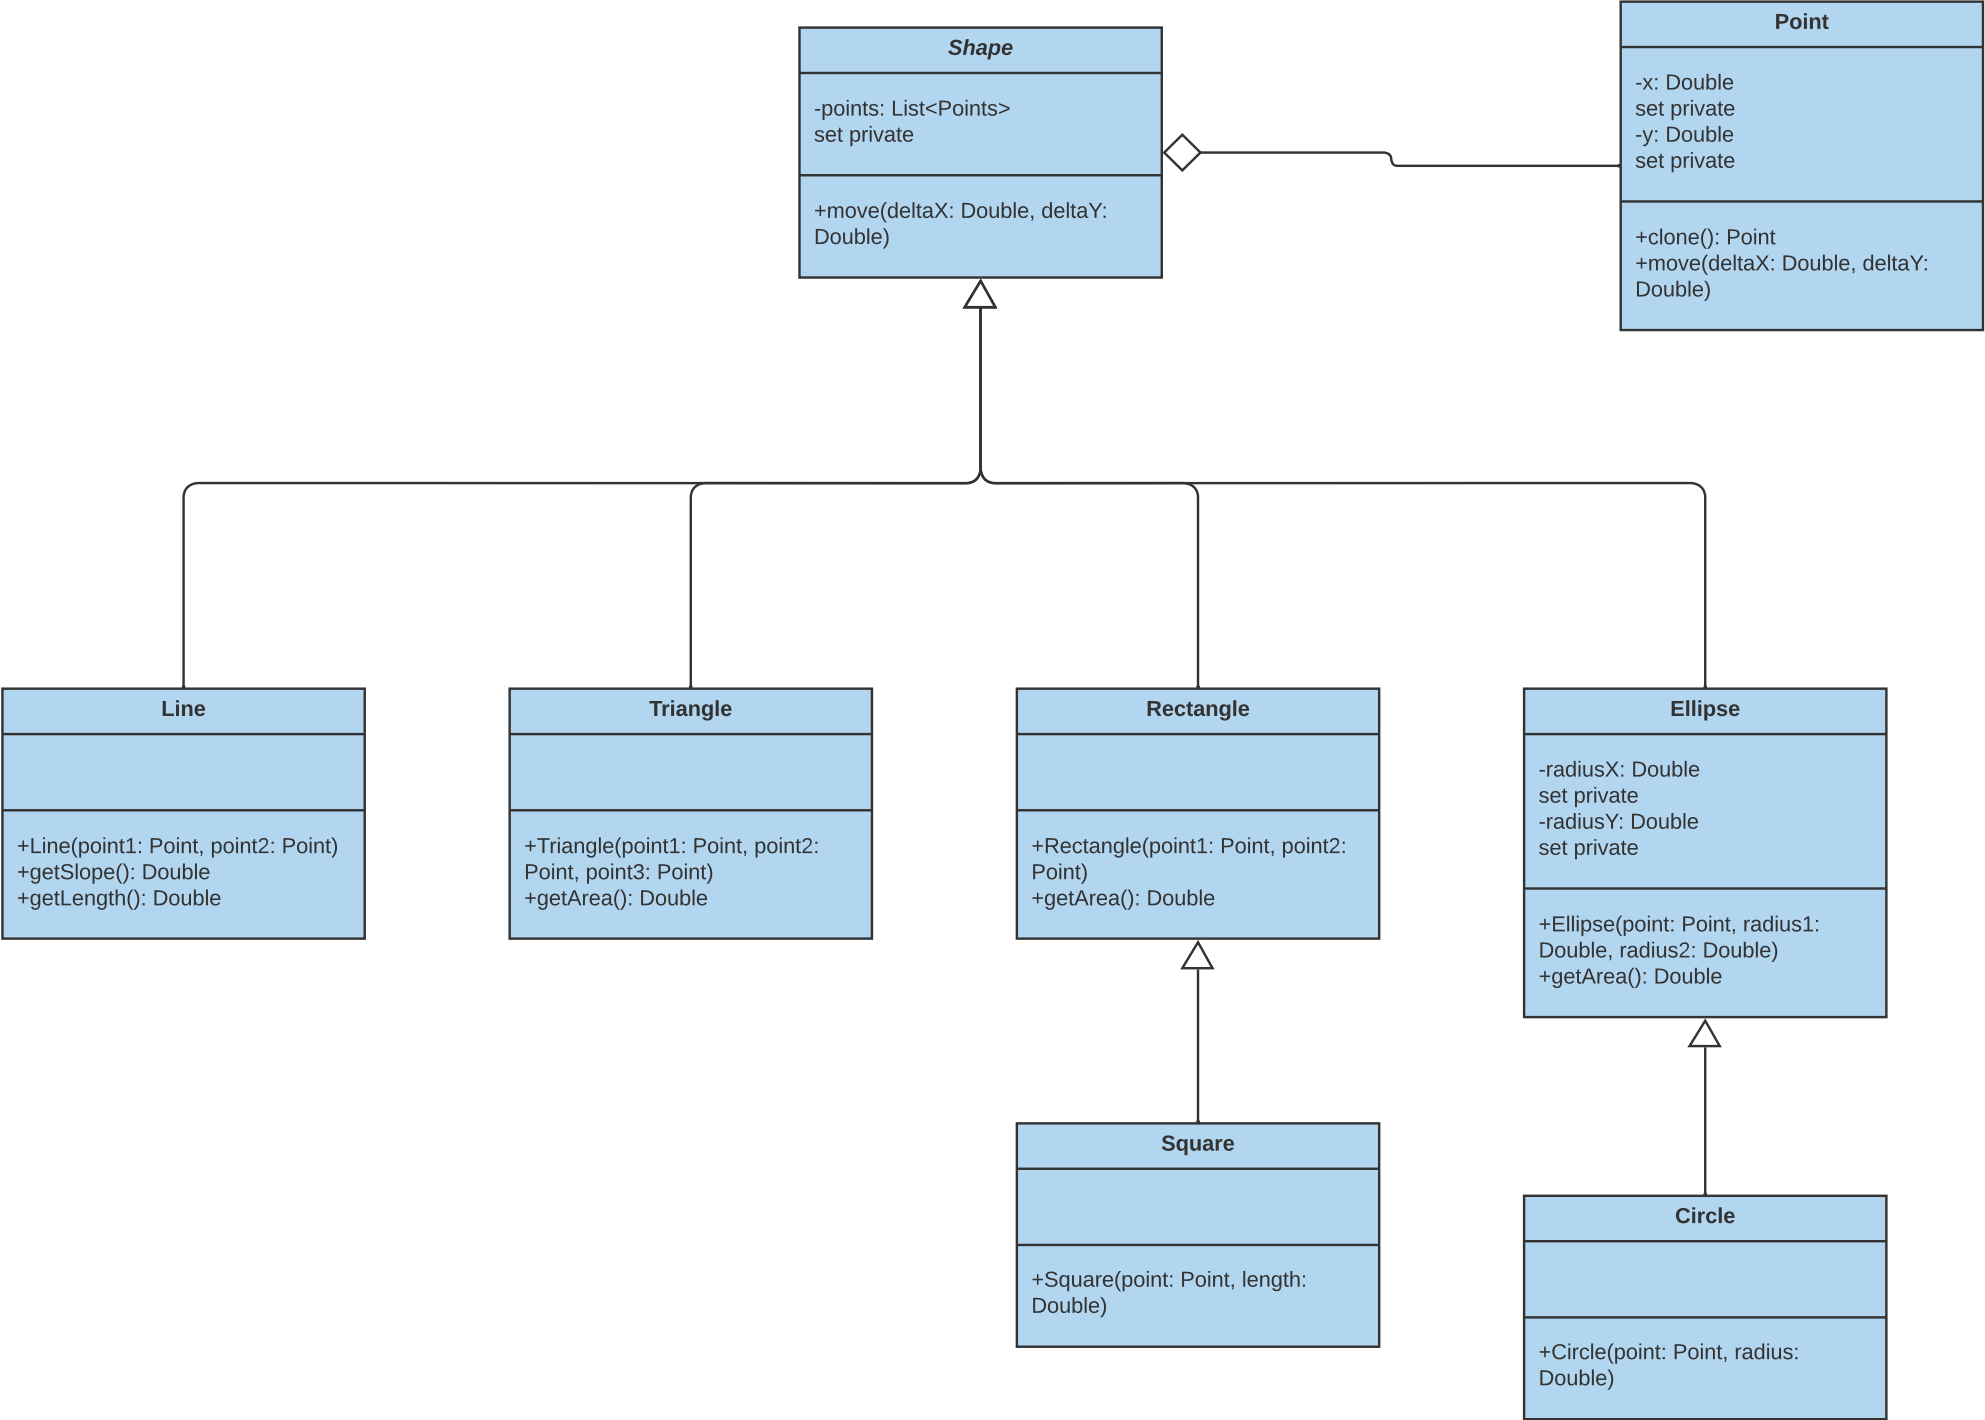 Shape
-points: List<Points>
set private
+move(deltaX: Double, deltaY:
Double)
Point
-x: Double
set private
-y: Double
set private
+clone(): Point
+move(deltaX: Double, deltaY:
Double)
Line
+Line(point1: Point, point2: Point)
+getSlope(): Double
+getLength(): Double
Triangle
+Triangle(point1: Point, point2:
Point, point3: Point)
+getArea(): Double
Rectangle
+Rectangle(point1: Point, point2:
Point)
+getArea(): Double
Ellipse
-radiusX: Double
set private
-radiusY: Double
set private
+Ellipse(point: Point, radius1:
Double, radius2: Double)
+getArea(): Double
Square
+Square(point: Point, length:
Double)
Circle
+Circle(point: Point, radius:
Double)